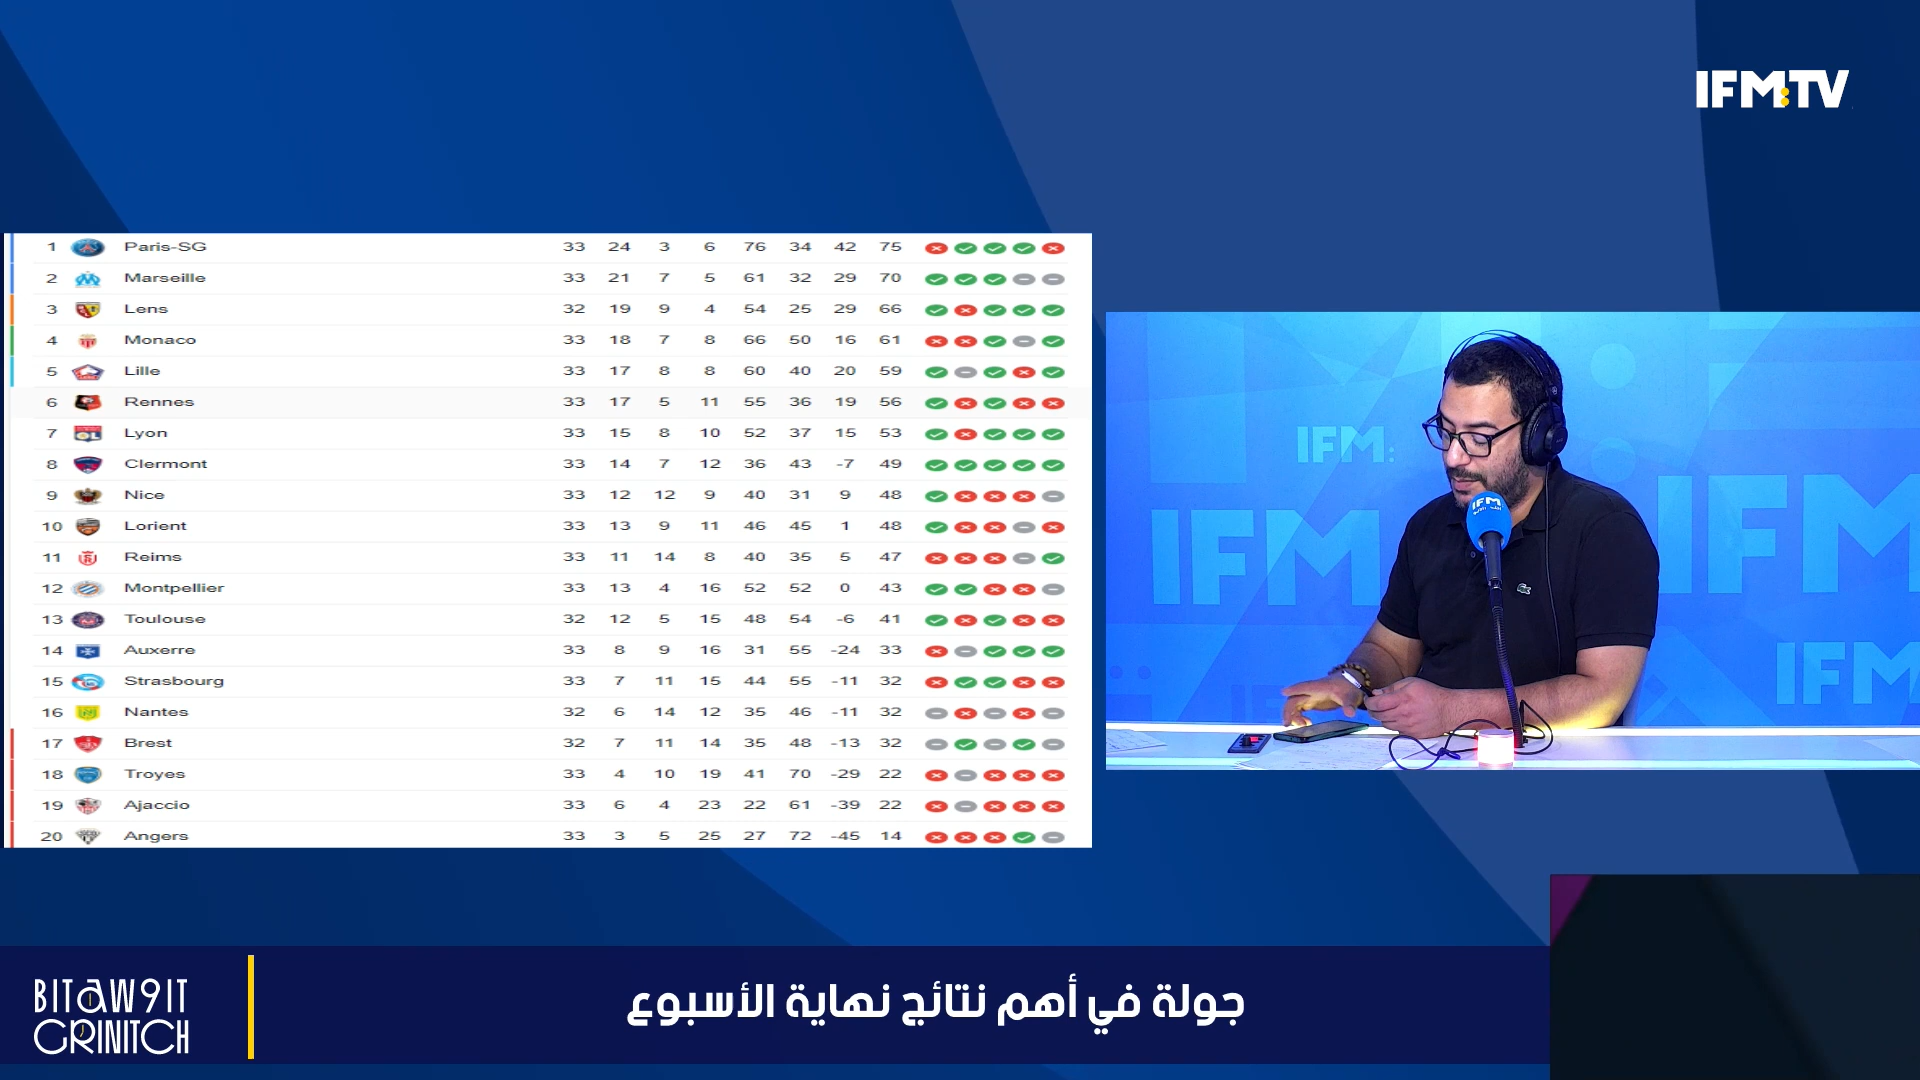 IFM:TV
1 Paris-SG 33 24 3 6 76 34 42 75
2 Marseille 33 21 7 5 61 32 29 70
3 Lens 32 19 9 4 54 25 29 66
4 Monaco 33 18 7 8 66 50 16 61
5 Lille 33 17 8 8 60 40 20 59
6 Rennes 33 17 5 11 55 36 19 56
7 Lyon 33 15 8 10 52 37 15 53
8 Clermont 33 14 7 12 36 43 -7 49
9 Nice 33 12 12 9 40 31 9 48
10 Lorient 33 13 9 11 46 45 1 48
11 Reims 33 11 14 8 40 35 5 47
12 Montpellier 33 13 4 16 52 52 0 43
13 Toulouse 32 12 5 15 48 54 -6 41
14 Auxerre 33 8 9 16 31 55 -24 33
15 Strasbourg 33 7 11 15 44 55 -11 32
16 Nantes 32 6 14 12 35 46 -11 32
17 Brest 32 7 11 14 35 48 -13 32
18 Troyes 33 4 10 19 41 70 -29 22
19 Ajaccio 33 6 4 23 22 61 -39 22
20 Angers 33 3 5 25 27 72 -45 14
IFM:
IFM
IFM
IFM
IFM
جولة في أهم نتائج نهاية الأسبوع
BITAW9IT
GRINITCH